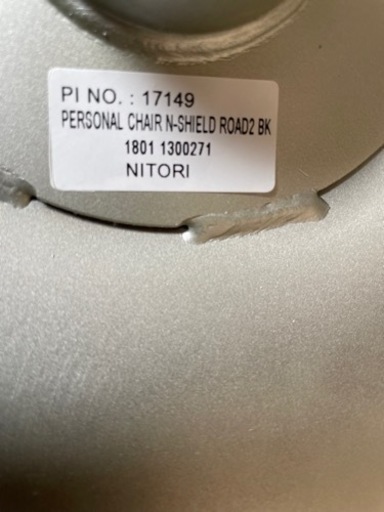 PI NO. : 17149
PERSONAL CHAIR N-SHIELD ROAD2 BK
1801 1300271
NITORI